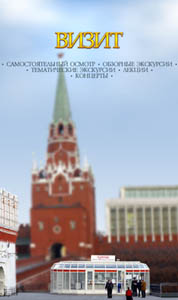 ВИЗИТ
• САМОСТОЯТЕЛЬНЫЙ ОСМОТР • ОБЗОРНЫЕ ЭКСКУРСИИ •
• ТЕМАТИЧЕСКИЕ ЭКСКУРСИИ • ЛЕКЦИИ •
• КОНЦЕРТЫ •